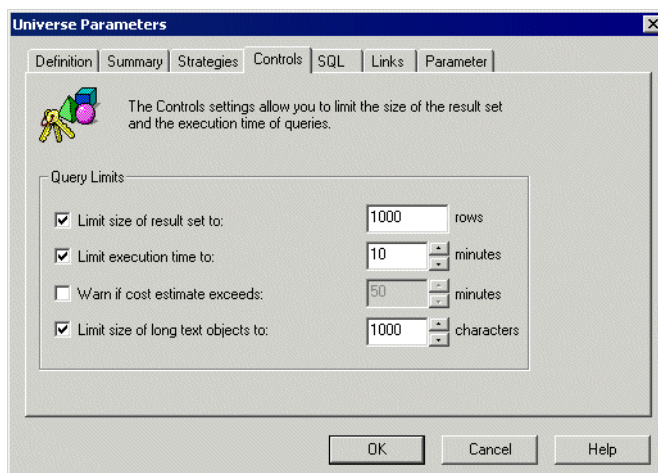 Universe Parameters
Definition Summary Strategies Controls SQL Links Parameter
The Controls settings allow you to limit the size of the result set
and the execution time of queries.
Query Limits
Limit size of result set to: 1000 rows
Limit execution time to: 10 minutes
Warn if cost estimate exceeds: 50 minutes
Limit size of long text objects to: 1000 characters
OK Cancel Help